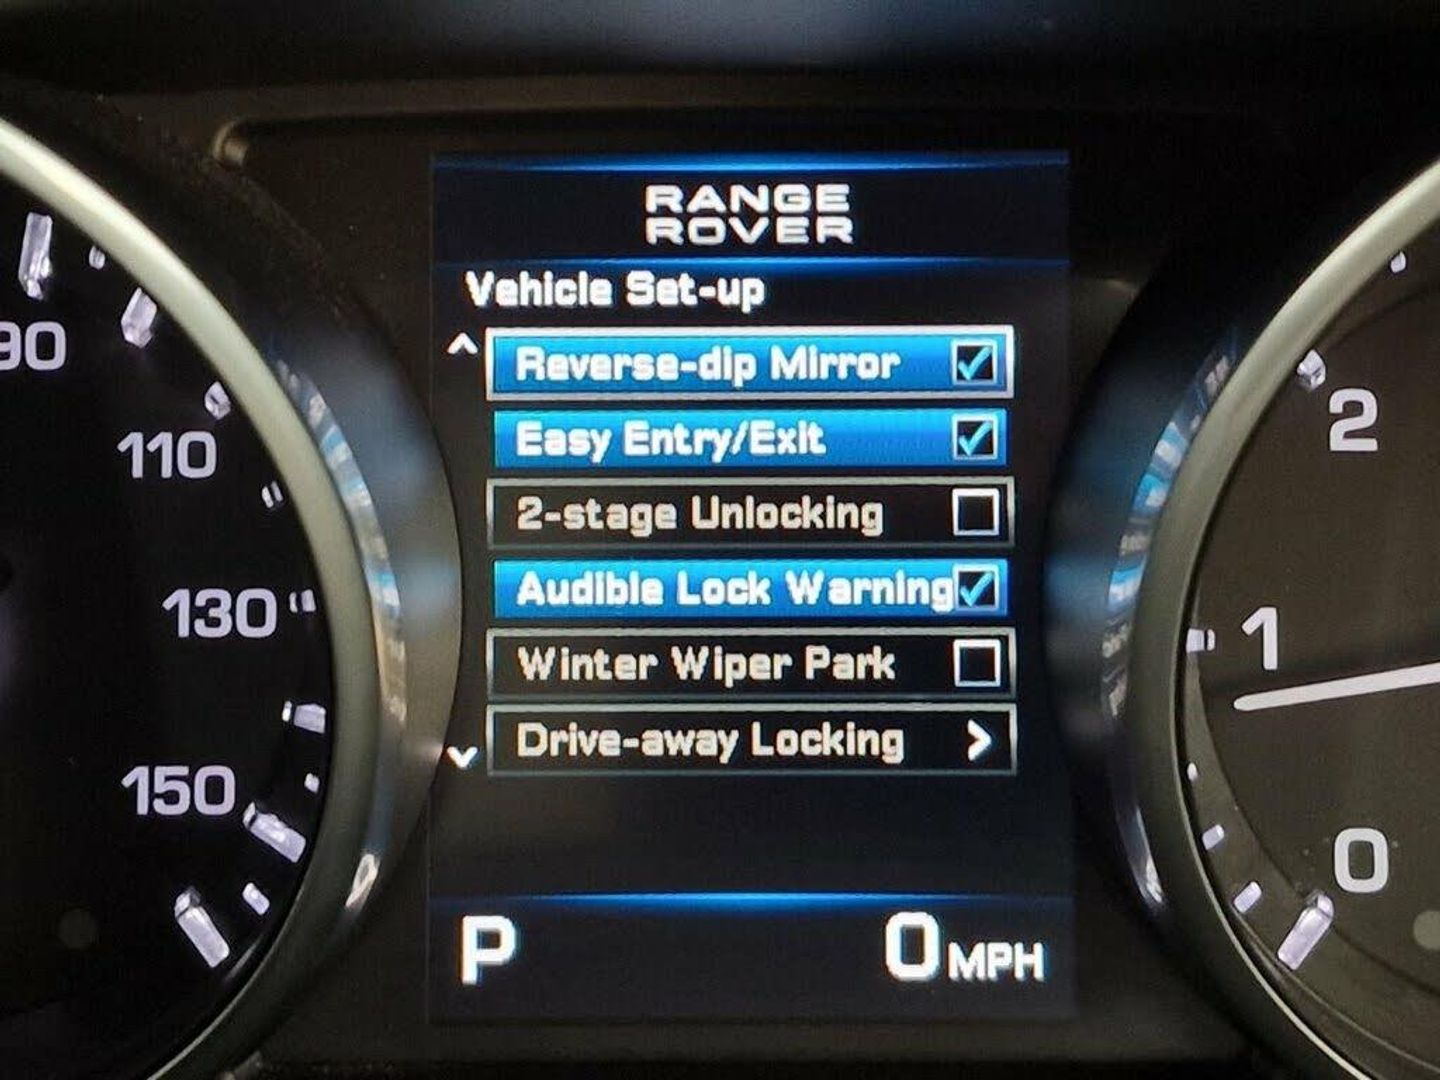 RANGE
ROVER
Vehicle Set-up
Reverse-dip Mirror
Easy Entry/Exit
2-stage Unlocking
Audible Lock Warning
Winter Wiper Park
Drive-away Locking
P
0 MPH
90
110
130
150
2
1
0